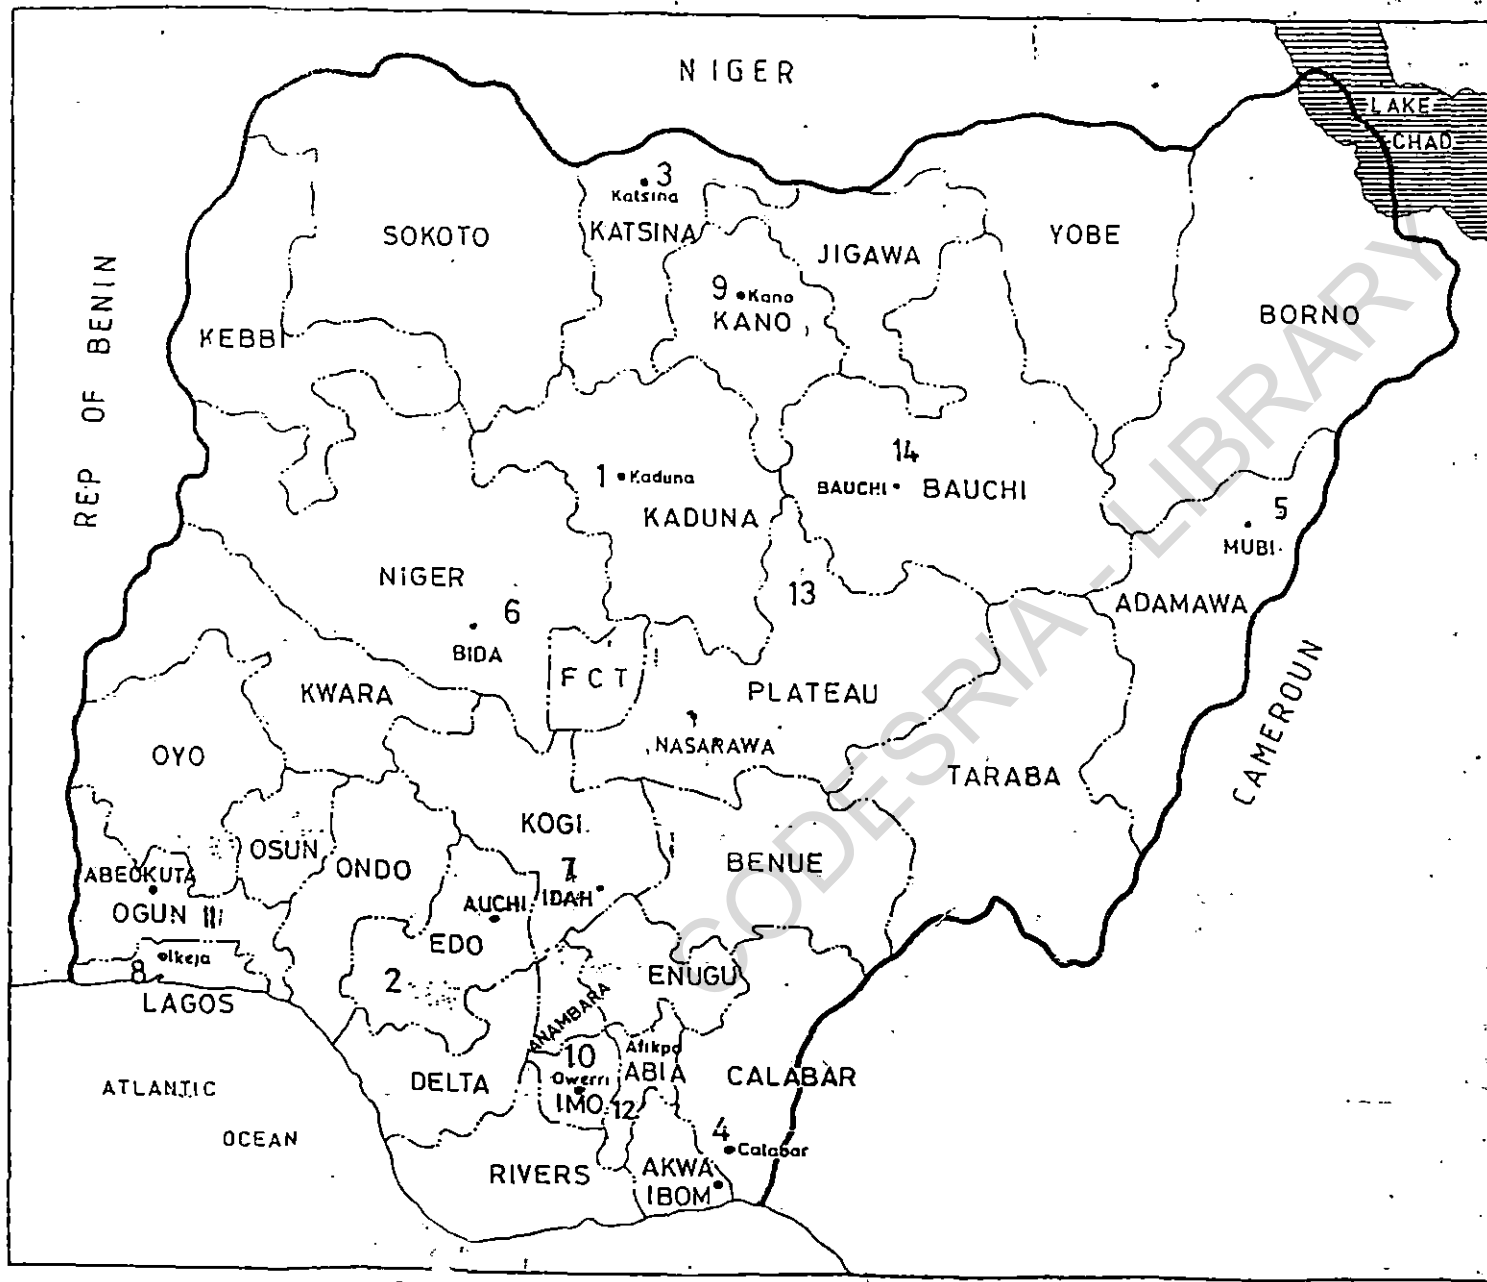 NIGER
LAKE
CHAD
3
Katsina
SOKOTO
KATSINA
JIGAWA
YOBE
REP OF BENIN
9 Kano
KANO
BORNO
KEBBI
14
1 Kaduna
BAUCHI
BAUCHI
KADUNA
5
MUBI
NIGER
13
ADAMAWA
6
BIDA
FCT
KWARA
PLATEAU
CAMEROUN
NASARAWA
OYO
TARABA
KOGI
OSUN
ONDO
BENUE
7
ABEOKUTA
IDAH
AUCHI
OGUN 11
EDO
Ikeja
8
2
ENUGU
LAGOS
ANAMBARA
Afikpo
10
Owerri
ABIA
CALABAR
DELTA
IMO
12
ATLANTIC
OCEAN
4
Calabar
RIVERS
AKWA
IBOM
CODESRIA - LIBRARY